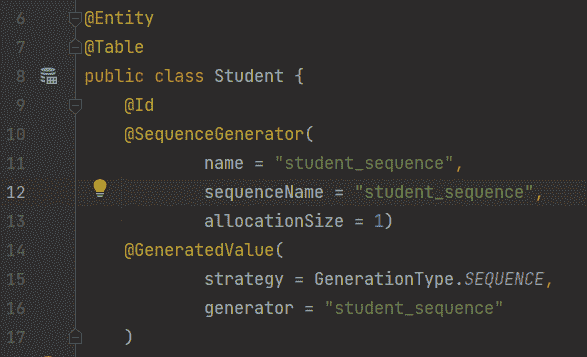 6 @Entity
7 @Table
8 public class Student {
9 @Id
10 @SequenceGenerator(
11 name = "student_sequence",
12 sequenceName = "student_sequence",
13 allocationSize = 1)
14 @GeneratedValue(
15 strategy = GenerationType.SEQUENCE,
16 generator = "student_sequence"
17 )